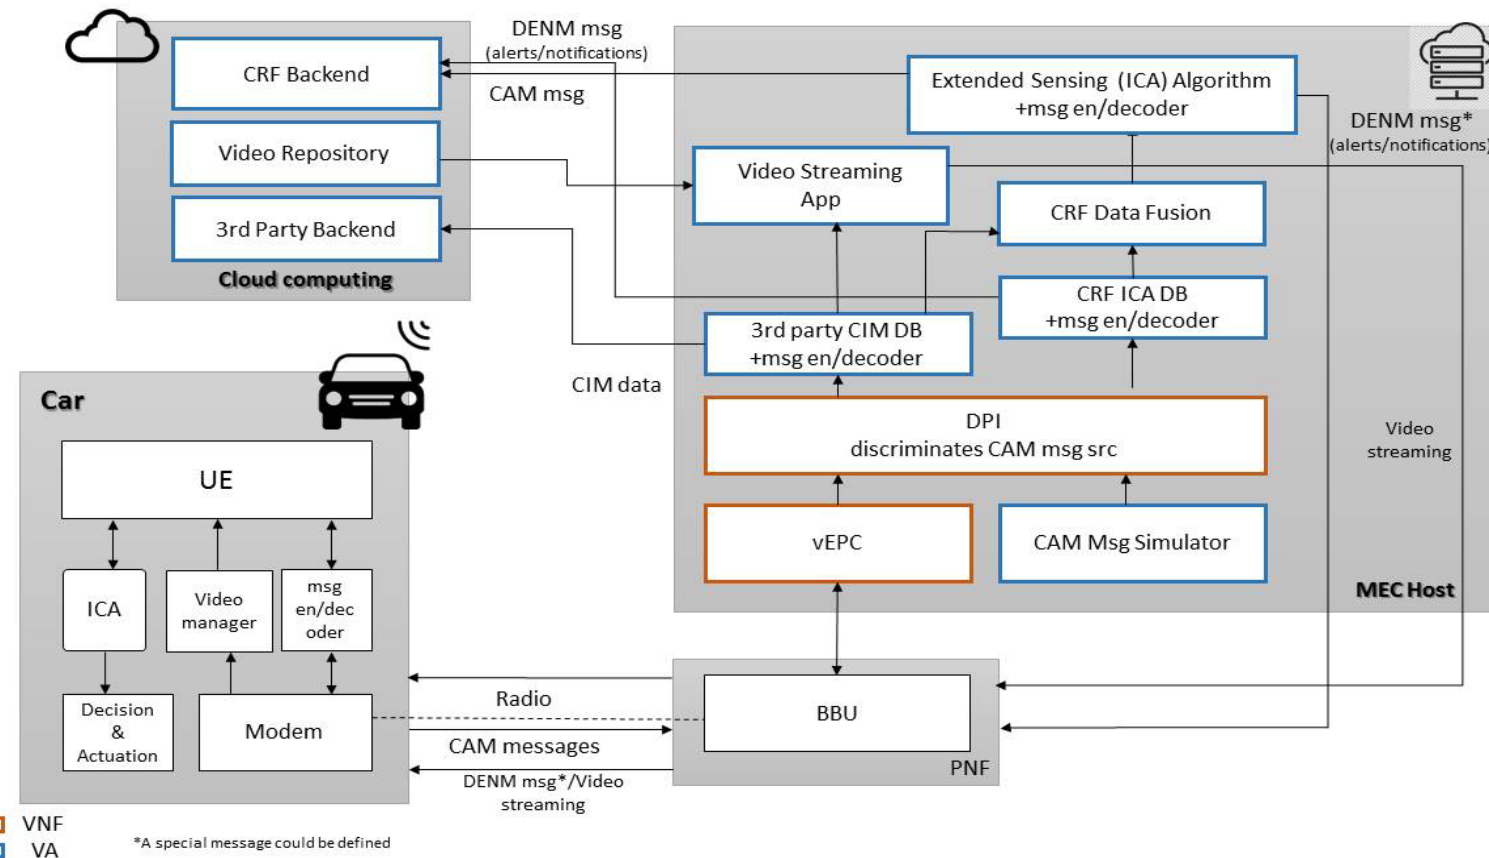 DENM msg
(alerts/notifications)
CRF Backend
CAM msg
Video Repository
3rd Party Backend
Cloud computing
Extended Sensing (ICA) Algorithm
+msg en/decoder
DENM msg*
(alerts/notifications)
Video Streaming
App
CRF Data Fusion
CRF ICA DB
+msg en/decoder
3rd party CIM DB
+msg en/decoder
CIM data
DPI
discriminates CAM msg src
Video
streaming
vEPC
CAM Msg Simulator
MEC Host
Car
UE
ICA
Video
manager
msg
en/dec
oder
Decision
&
Actuation
Modem
Radio
CAM messages
DENM msg*/Video
streaming
BBU
PNF
VNF
VA
*A special message could be defined